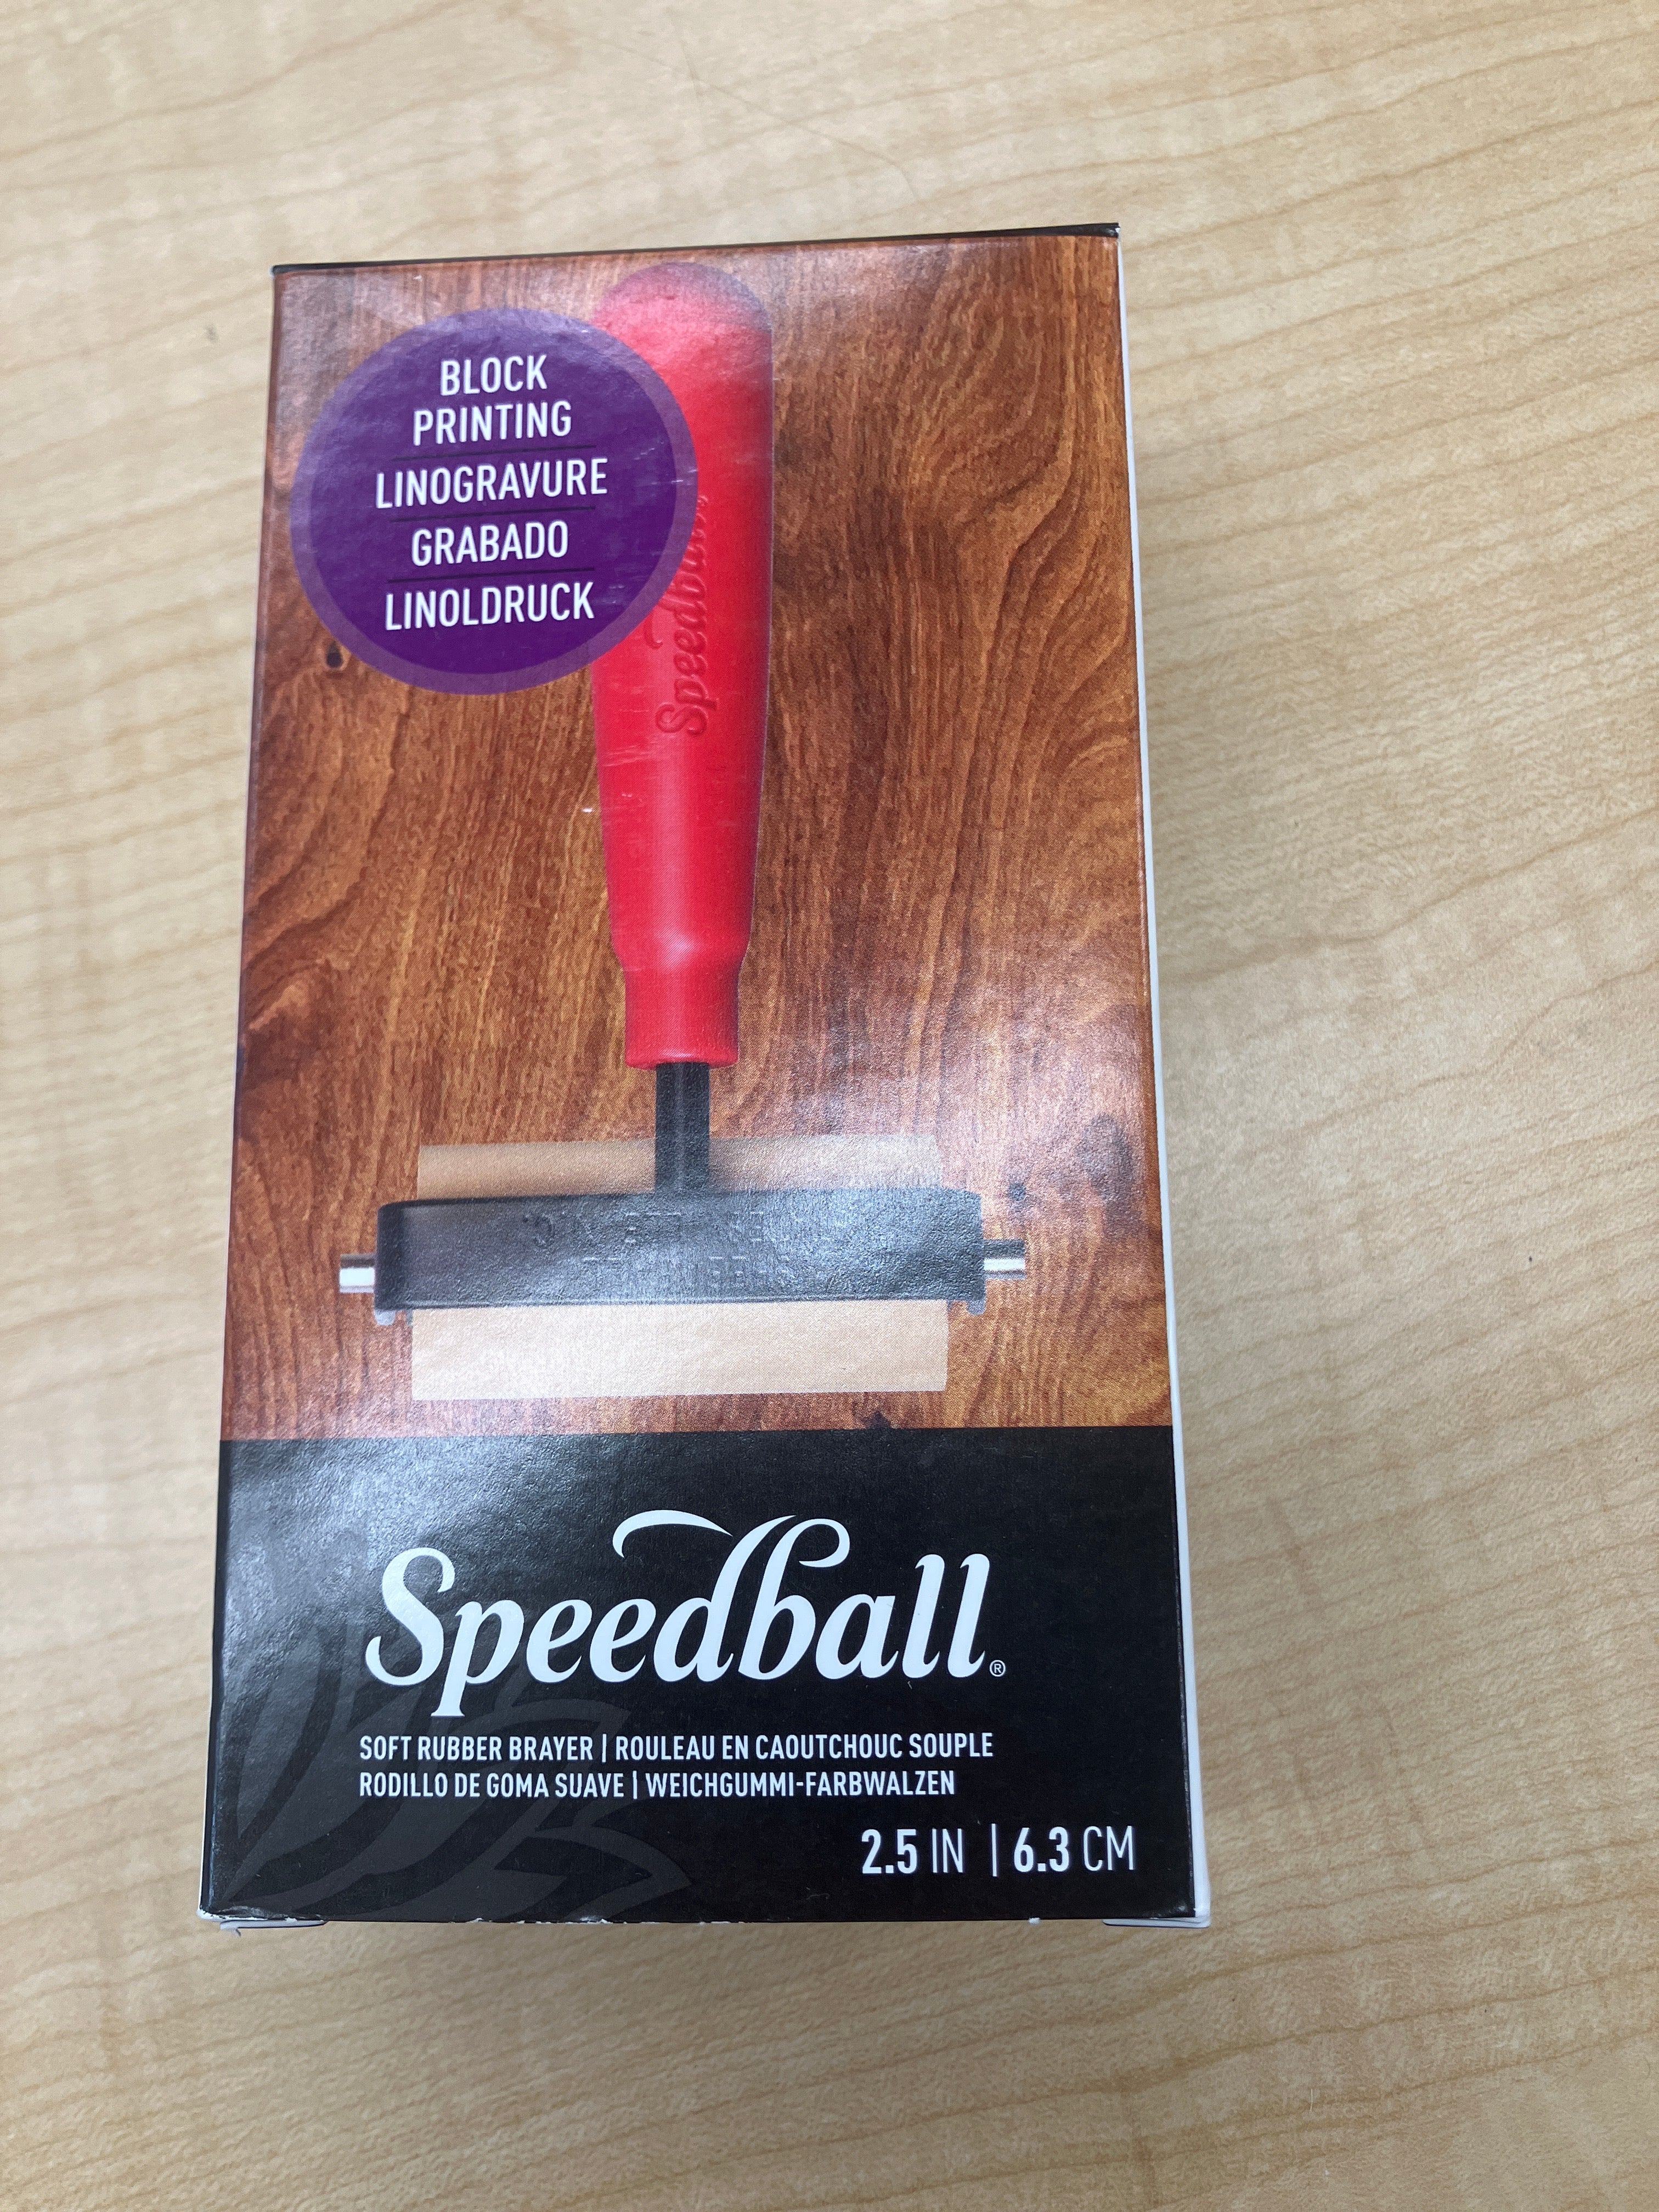 BLOCK
PRINTING
LINOGRAVURE
GRABADO
LINOLDRUCK
Speedball
Speedball®
SOFT RUBBER BRAYER | ROULEAU EN CAOUTCHOUC SOUPLE
RODILLO DE GOMA SUAVE | WEICHGUMMI-FARBWALZEN
2.5 IN | 6.3 CM